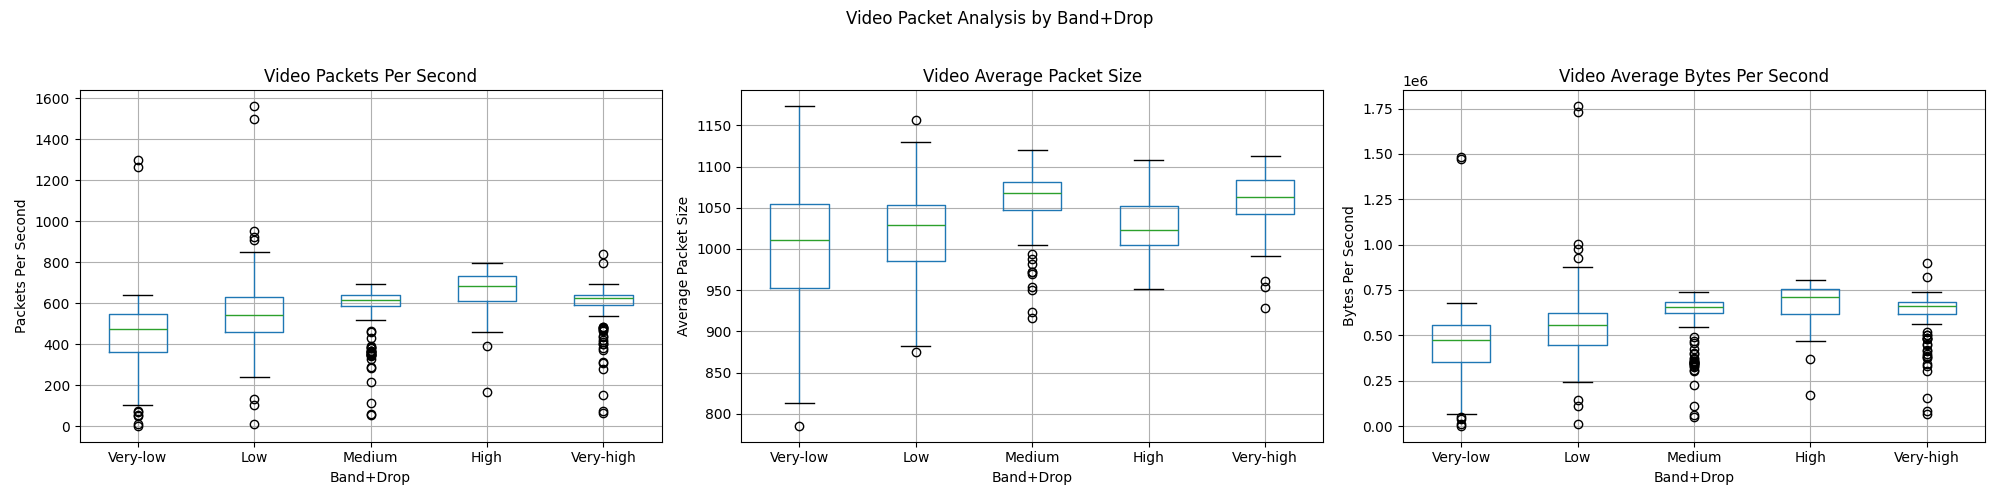 Video Packet Analysis by Band+Drop
Video Packets Per Second
Packets Per Second
1600
1400
1200
1000
800
600
400
200
0
Very-low Low Medium High Very-high
Band+Drop
Video Average Packet Size
Average Packet Size
1150
1100
1050
1000
950
900
850
800
Very-low Low Medium High Very-high
Band+Drop
Video Average Bytes Per Second
1e6
Bytes Per Second
1.75
1.50
1.25
1.00
0.75
0.50
0.25
0.00
Very-low Low Medium High Very-high
Band+Drop